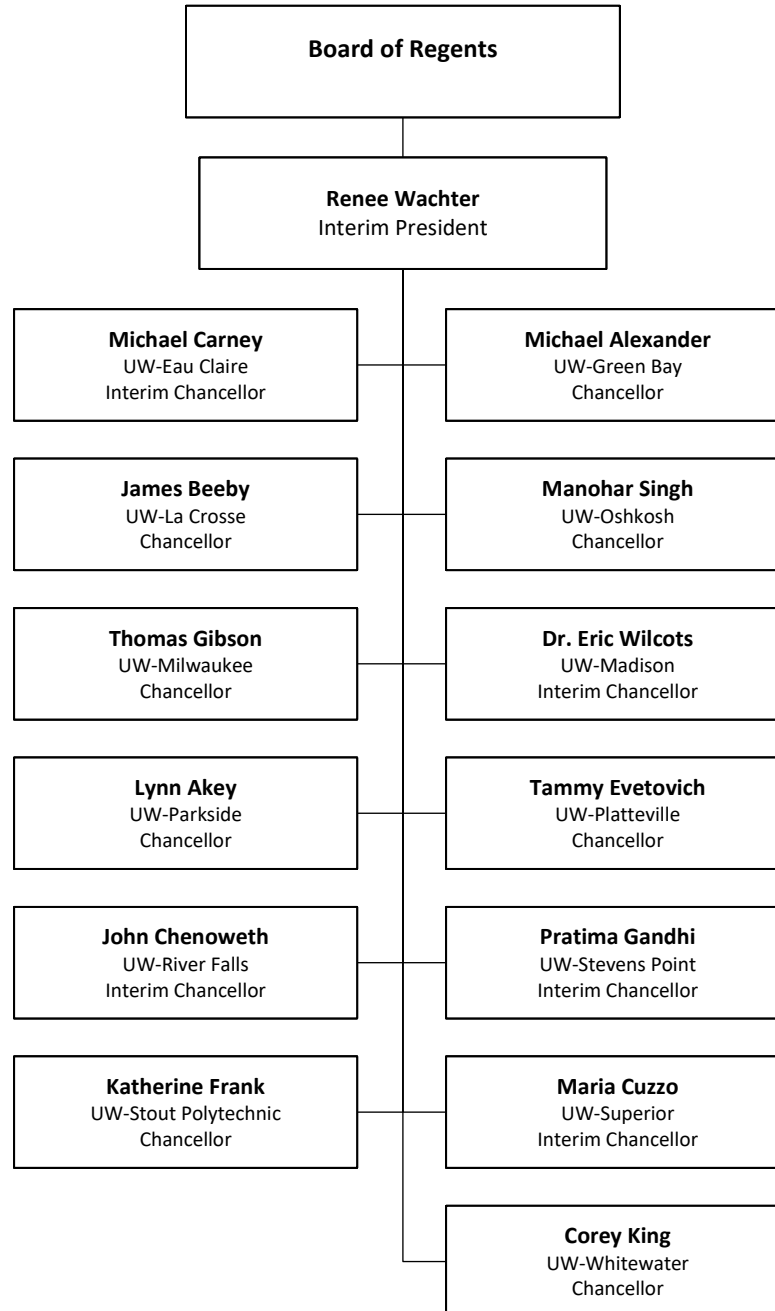 Board of Regents
Renee Wachter
Interim President
Michael Carney
UW-Eau Claire
Interim Chancellor
Michael Alexander
UW-Green Bay
Chancellor
James Beeby
UW-La Crosse
Chancellor
Manohar Singh
UW-Oshkosh
Chancellor
Thomas Gibson
UW-Milwaukee
Chancellor
Dr. Eric Wilcots
UW-Madison
Interim Chancellor
Lynn Akey
UW-Parkside
Chancellor
Tammy Evetovich
UW-Platteville
Chancellor
John Chenoweth
UW-River Falls
Interim Chancellor
Pratima Gandhi
UW-Stevens Point
Interim Chancellor
Katherine Frank
UW-Stout Polytechnic
Chancellor
Maria Cuzzo
UW-Superior
Interim Chancellor
Corey King
UW-Whitewater
Chancellor